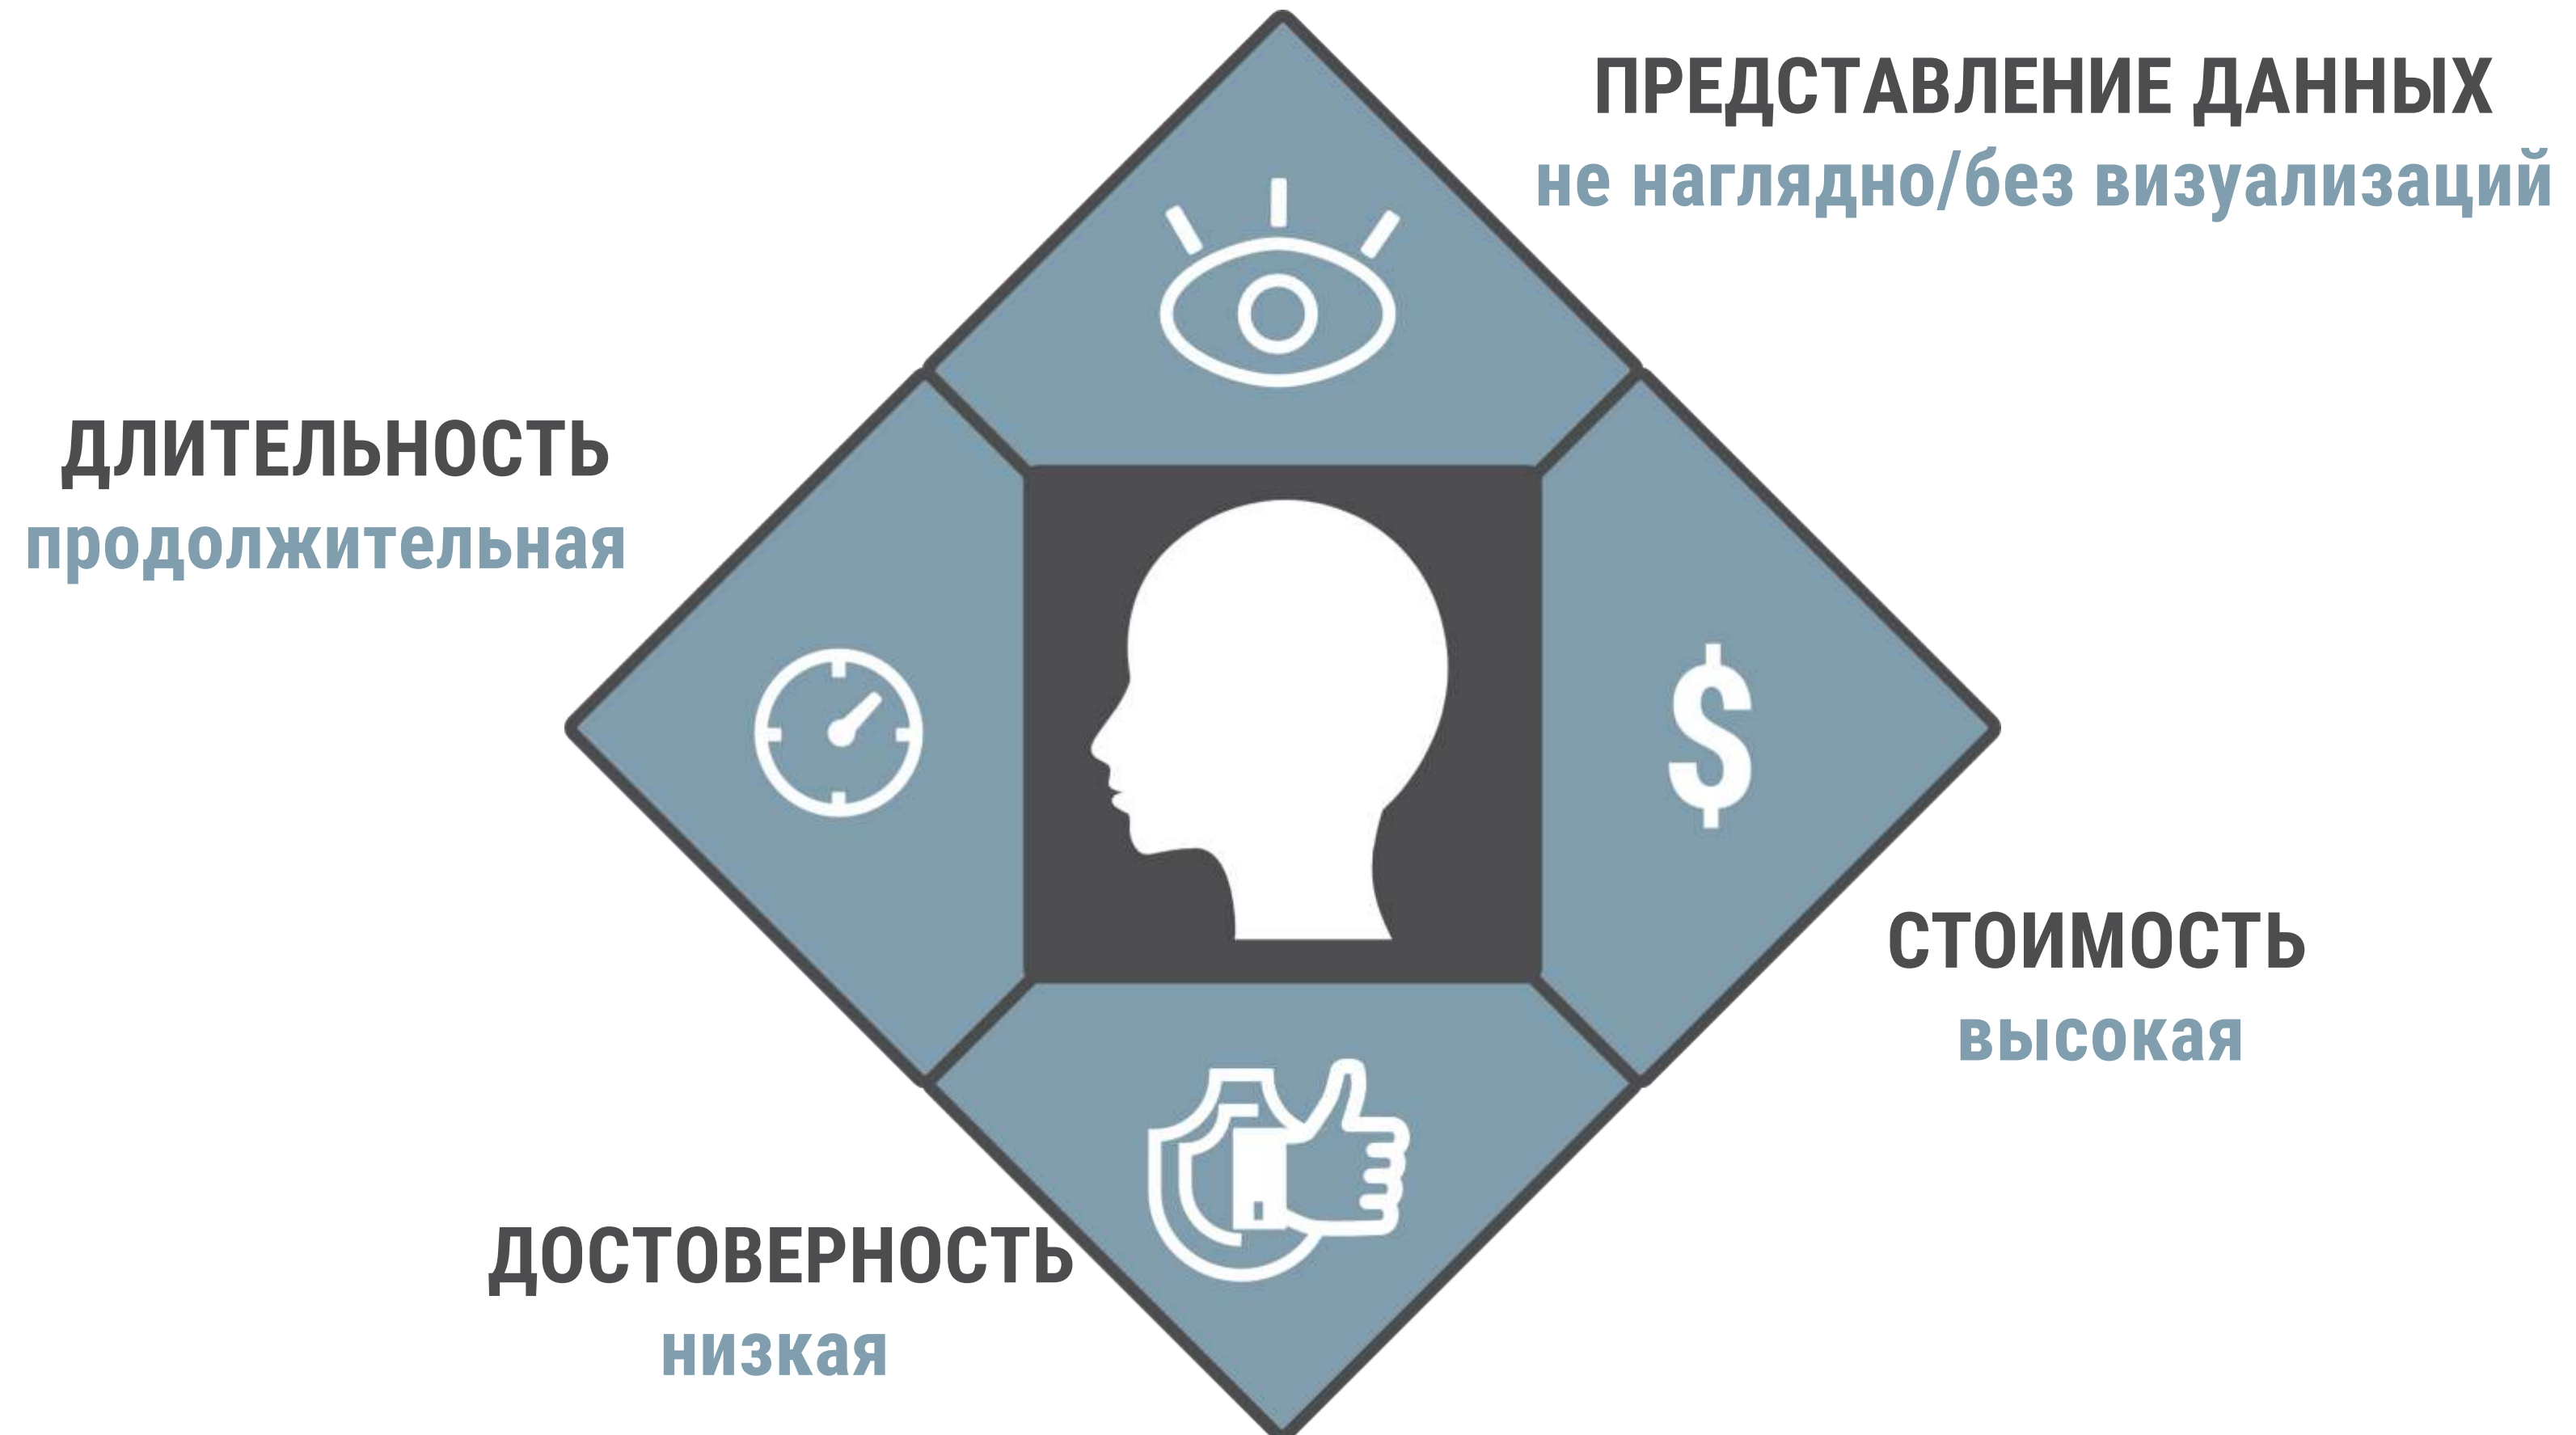 ПРЕДСТАВЛЕНИЕ ДАННЫХ
не наглядно/без визуализаций
ДЛИТЕЛЬНОСТЬ
продолжительная
$
СТОИМОСТЬ
высокая
ДОСТОВЕРНОСТЬ
низкая